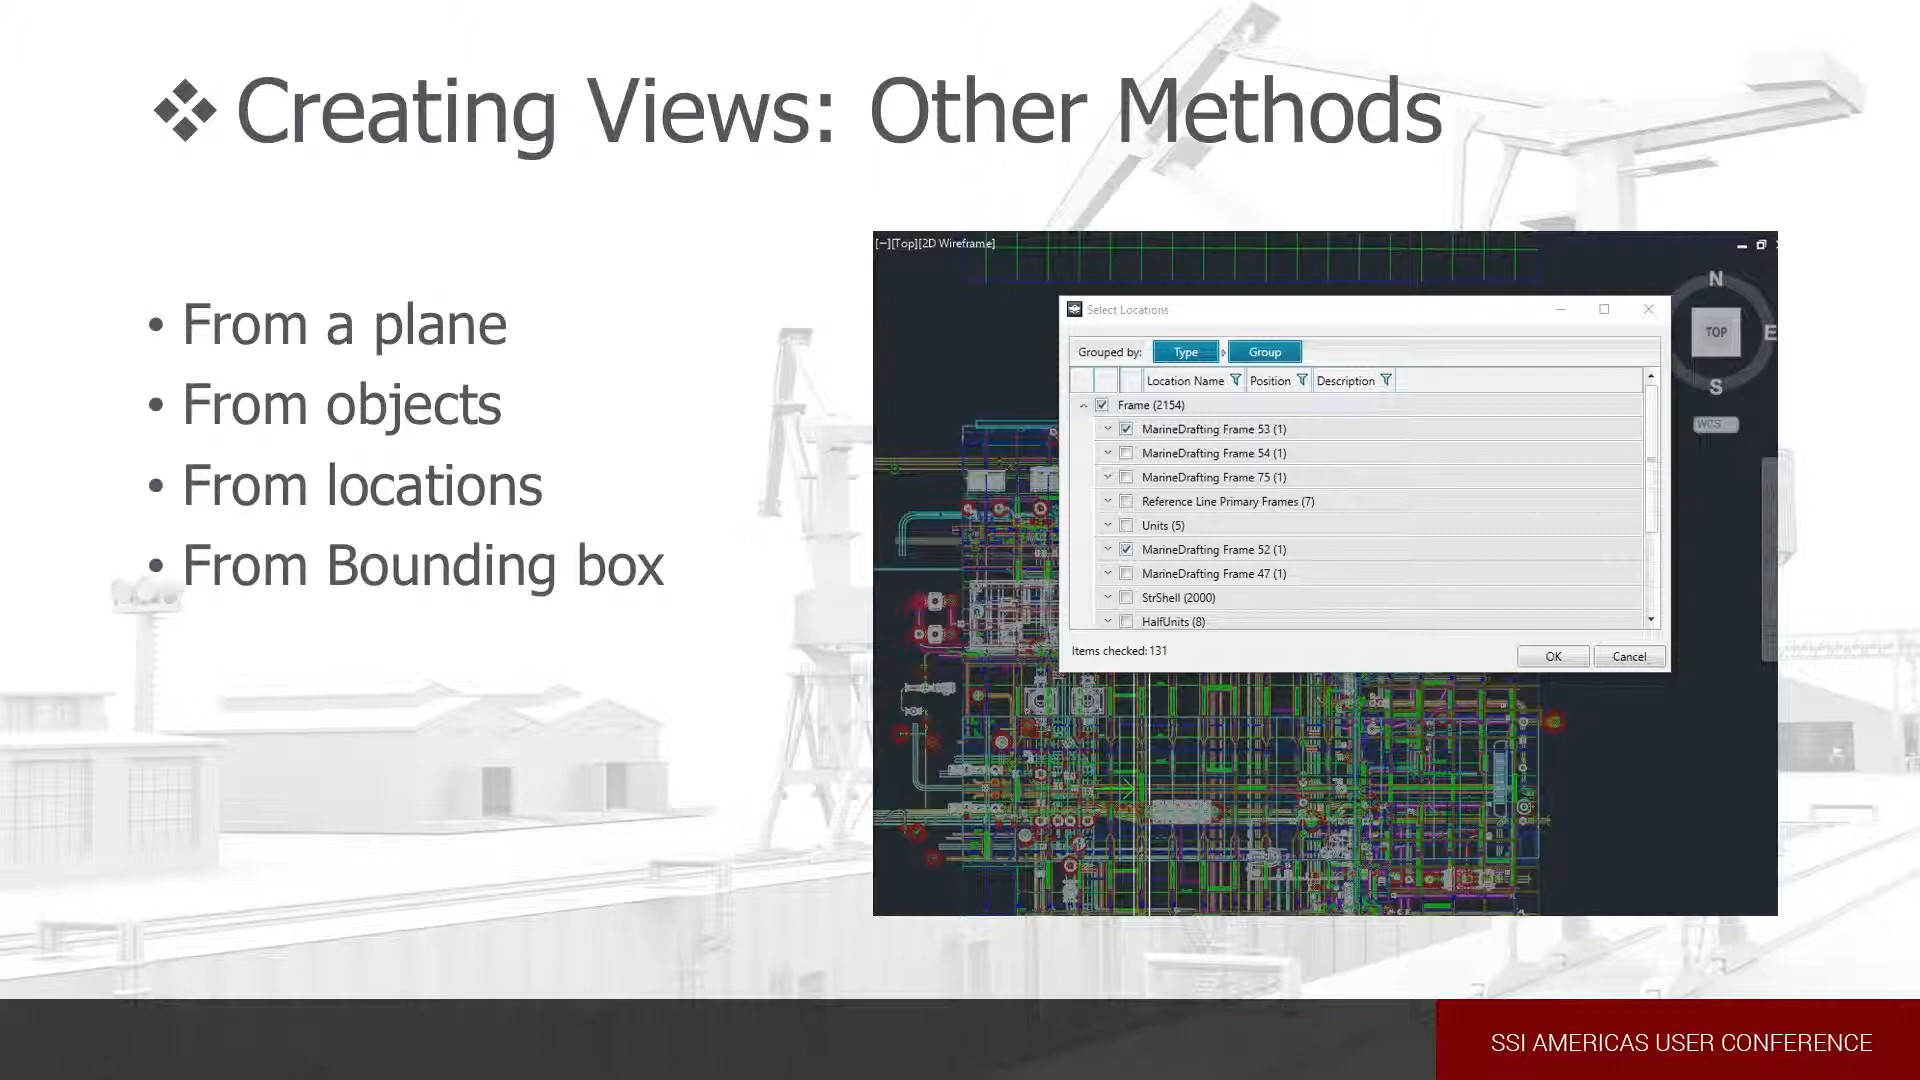 ❖ Creating Views: Other Methods
• From a plane
• From objects
• From locations
• From Bounding box
[−][Top][2D Wireframe]
N
TOP
E
S
WCS
Select Locations
Grouped by: Type Group
Location Name Position Description
Frame (2154)
MarineDrafting Frame 53 (1)
MarineDrafting Frame 54 (1)
MarineDrafting Frame 75 (1)
Reference Line Primary Frames (7)
Units (5)
MarineDrafting Frame 52 (1)
MarineDrafting Frame 47 (1)
StrShell (2000)
HalfUnits (8)
Items checked: 131
OK Cancel
SSI AMERICAS USER CONFERENCE